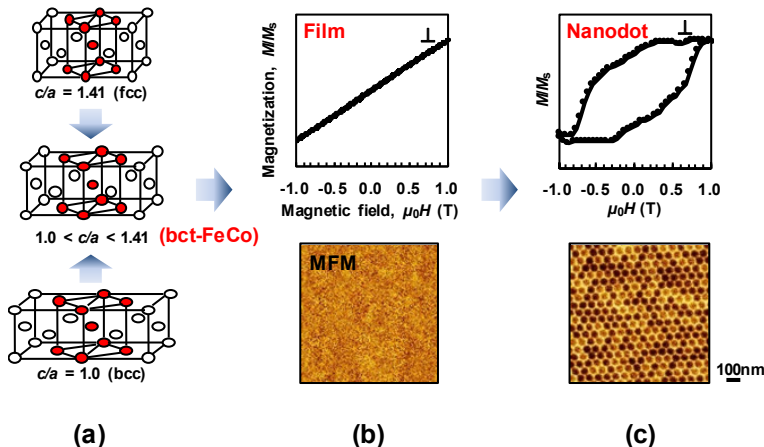 c/a = 1.41 (fcc)
1.0 < c/a < 1.41 (bct-FeCo)
c/a = 1.0 (bcc)
(a)
Film
⊥
Magnetization, M/Ms
-1.0 -0.5 0.0 0.5 1.0
Magnetic field, μ0H (T)
MFM
(b)
Nanodot
⊥
M/Ms
-1.0 -0.5 0.0 0.5 1.0
μ0H (T)
100nm
(c)